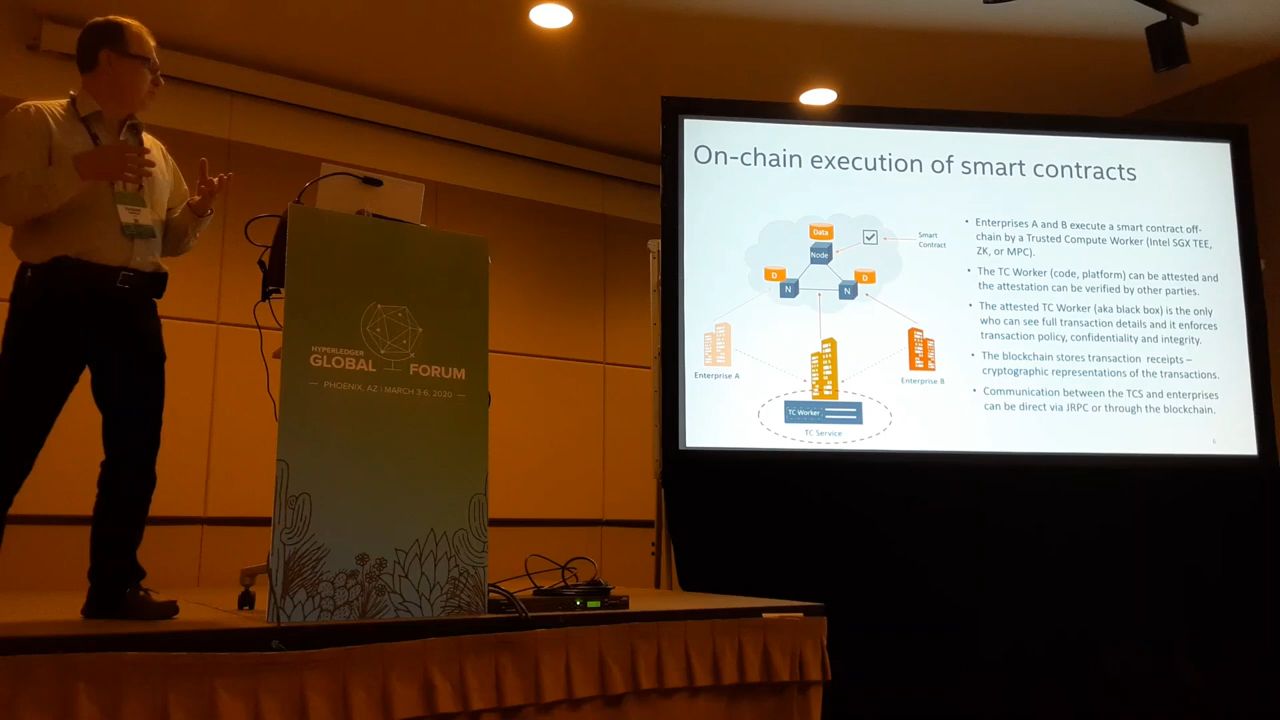 On-chain execution of smart contracts
Data
Node
Smart
Contract
D
D
N
N
Enterprise A
Enterprise B
TC Worker
TC Service
• Enterprises A and B execute a smart contract off-
chain by a Trusted Compute Worker (Intel SGX TEE,
ZK, or MPC).
• The TC Worker (code, platform) can be attested and
the attestation can be verified by other parties.
• The attested TC Worker (aka black box) is the only
who can see full transaction details and it enforces
transaction policy, confidentiality and integrity.
• The blockchain stores transaction receipts –
cryptographic representations of the transactions.
• Communication between the TCS and enterprises
can be direct via JRPC or through the blockchain.
6
HYPERLEDGER
GLOBAL FORUM
— PHOENIX, AZ | MARCH 3-6, 2020 —